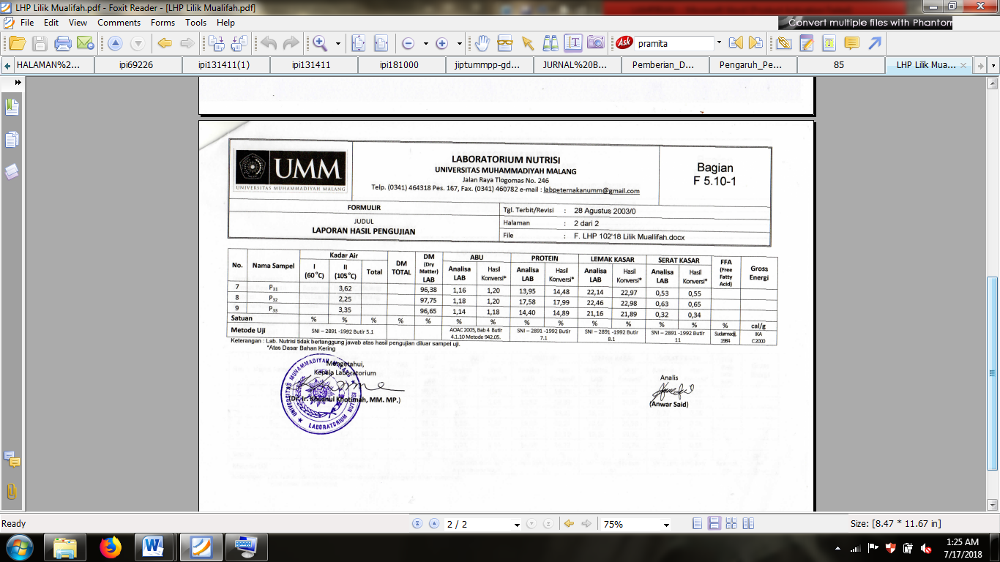 LHP Lilik Mualifah.pdf - Foxit Reader - [LHP Lilik Mualifah.pdf]
File Edit View Comments Forms Tools Help
Convert multiple files with Phantom
Ask pramita
HALAMAN%2... ipi69226 ipi131411(1) ipi131411 ipi181000 jiptummpp-gd... JURNAL%20B... Pemberian_D... Pengaruh_Pe... 85 LHP Lilik Mua...
UMM
UNIVERSITAS MUHAMMADIYAH MALANG
LABORATORIUM NUTRISI
UNIVERSITAS MUHAMMADIYAH MALANG
Jalan Raya Tlogomas No. 246
Telp. (0341) 464318 Pes. 167, Fax. (0341) 460782 e-mail : labpeternakanumm@gmail.com
Bagian
F 5.10-1
FORMULIR
JUDUL
LAPORAN HASIL PENGUJIAN
Tgl. Terbit/Revisi : 28 Agustus 2003/0
Halaman : 2 dari 2
File : F. LHP 102'18 Lilik Muallifah.docx
No. Nama Sampel Kadar Air DM TOTAL DM (Dry Matter) LAB ABU PROTEIN LEMAK KASAR SERAT KASAR FFA (Free Fatty Acid) Gross Energi
I (60°C) II (105°C) Total Analisa LAB Hasil Konversi* Analisa LAB Hasil Konversi* Analisa LAB Hasil Konversi* Analisa LAB Hasil Konversi*
7 P31 3,62 96,38 1,16 1,20 13,95 14,48 22,14 22,97 0,53 0,55
8 P32 2,25 97,75 1,18 1,20 17,58 17,99 22,46 22,98 0,63 0,65
9 P33 3,35 96,65 1,14 1,18 14,40 14,89 21,16 21,89 0,32 0,34
Satuan % % % % % % % % % % % % % % cal/g
Metode Uji SNI – 2891 -1992 Butir 5.1 AOAC 2005, Bab 4 Butir 4.1.10 Metode 942.05. SNI – 2891 -1992 Butir 7.1 SNI – 2891 -1992 Butir 8.1 SNI – 2891 -1992 Butir 11 Sudarmadji, 1984 IKA C2000
Keterangan : Lab. Nutrisi tidak bertanggung jawab atas hasil pengujian diluar sampel uji.
*Atas Dasar Bahan Kering
Mengetahui,
Kepala Laboratorium
(Dr. Ir. Khusnul Khotimah, MM. MP.)
UNIVERSITAS MUHAMMADIYAH MALANG
LABORATORIUM NUTRISI
Analis
(Anwar Said)
Ready 2 / 2 75% Size: [8.47 * 11.67 in]
1:25 AM
7/17/2018